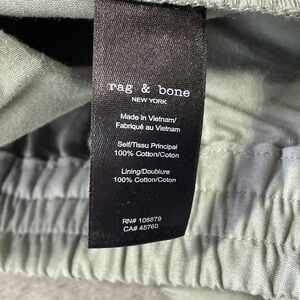 rag & bone
NEW YORK
Made in Vietnam/
Fabriqué au Vietnam
Self/Tissu Principal
100% Cotton/Coton
Lining/Doublure
100% Cotton/Coton
RN# 108879
CA# 45760